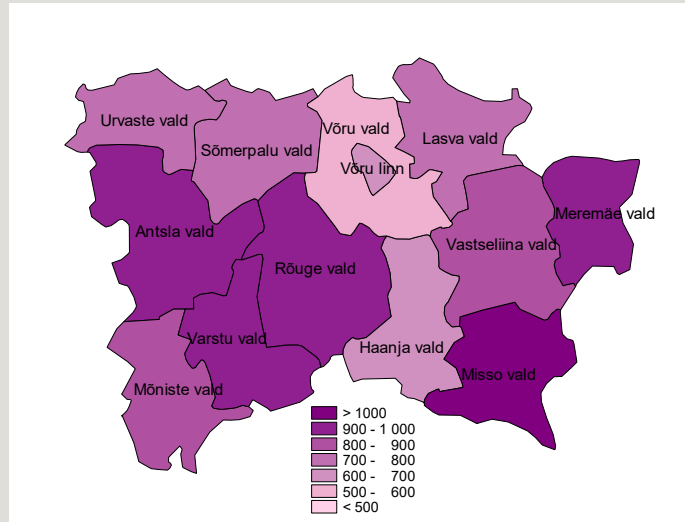 Urvaste vald
Sõmerpalu vald
Võru vald
Lasva vald
Võru linn
Meremäe vald
Antsla vald
Vastseliina vald
Rõuge vald
Varstu vald
Haanja vald
Misso vald
Mõniste vald
> 1000
900 - 1 000
800 - 900
700 - 800
600 - 700
500 - 600
< 500